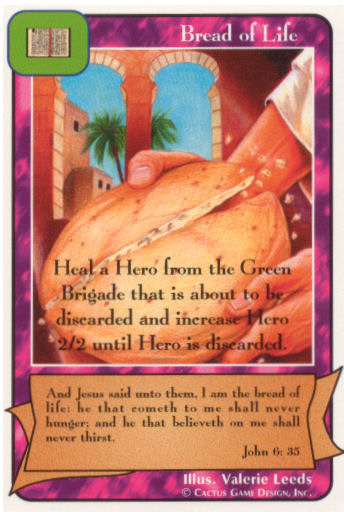 Bread of Life
Heal a Hero from the Green
Brigade that is about to be
discarded and increase Hero
2/2 until Hero is discarded.
And Jesus said unto them, I am the bread of
life: he that cometh to me shall never
hunger; and he that believeth on me shall
never thirst.
John 6: 35
Illus. Valerie Leeds
© CACTUS GAME DESIGN, INC.